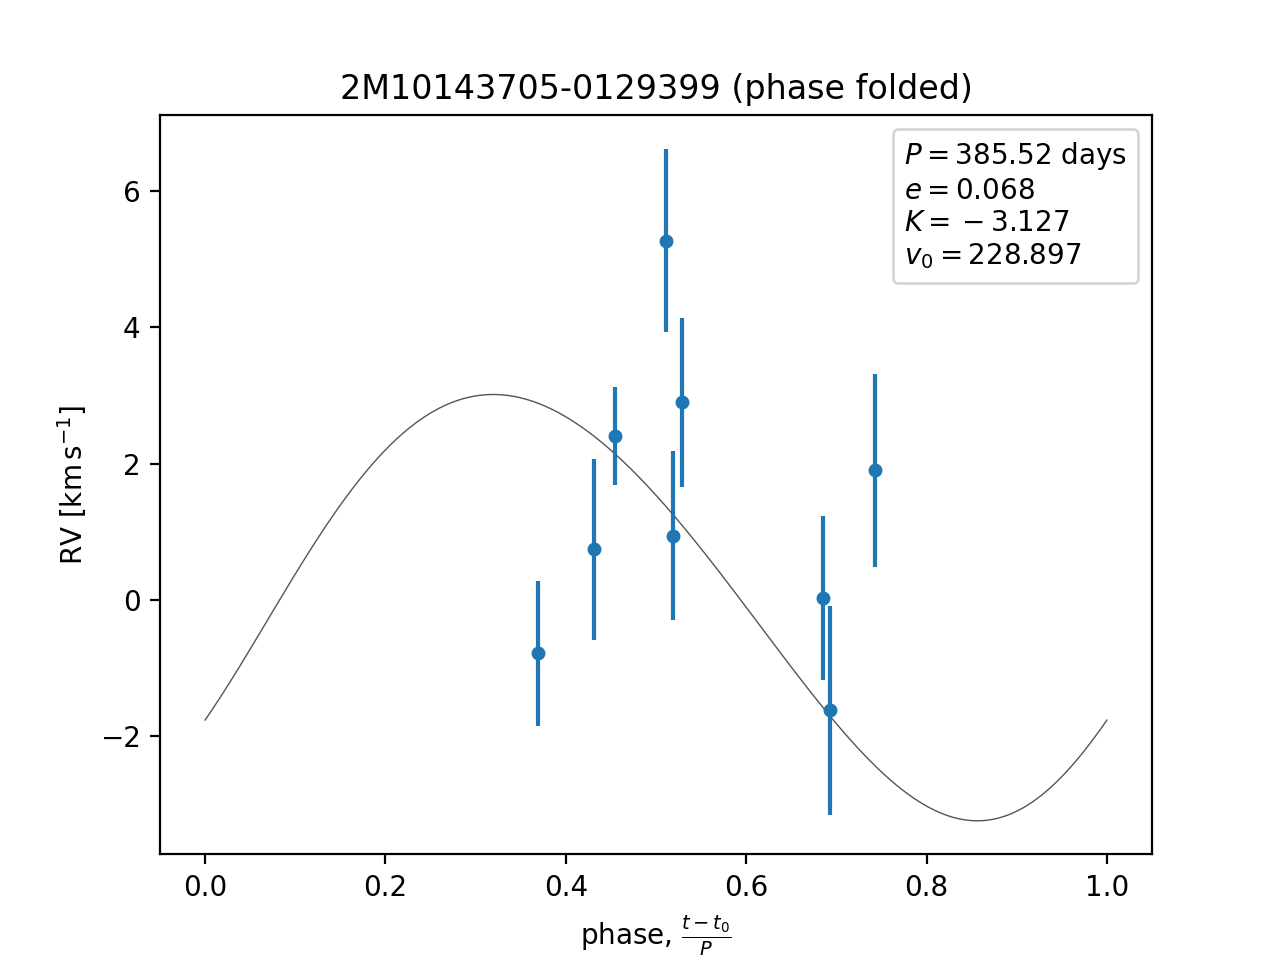 2M10143705-0129399 (phase folded)
P = 385.52 days
e = 0.068
K = −3.127
v₀ = 228.897
RV [km s⁻¹]
6
4
2
0
−2
0.0 0.2 0.4 0.6 0.8 1.0
phase, (t − t₀)/P